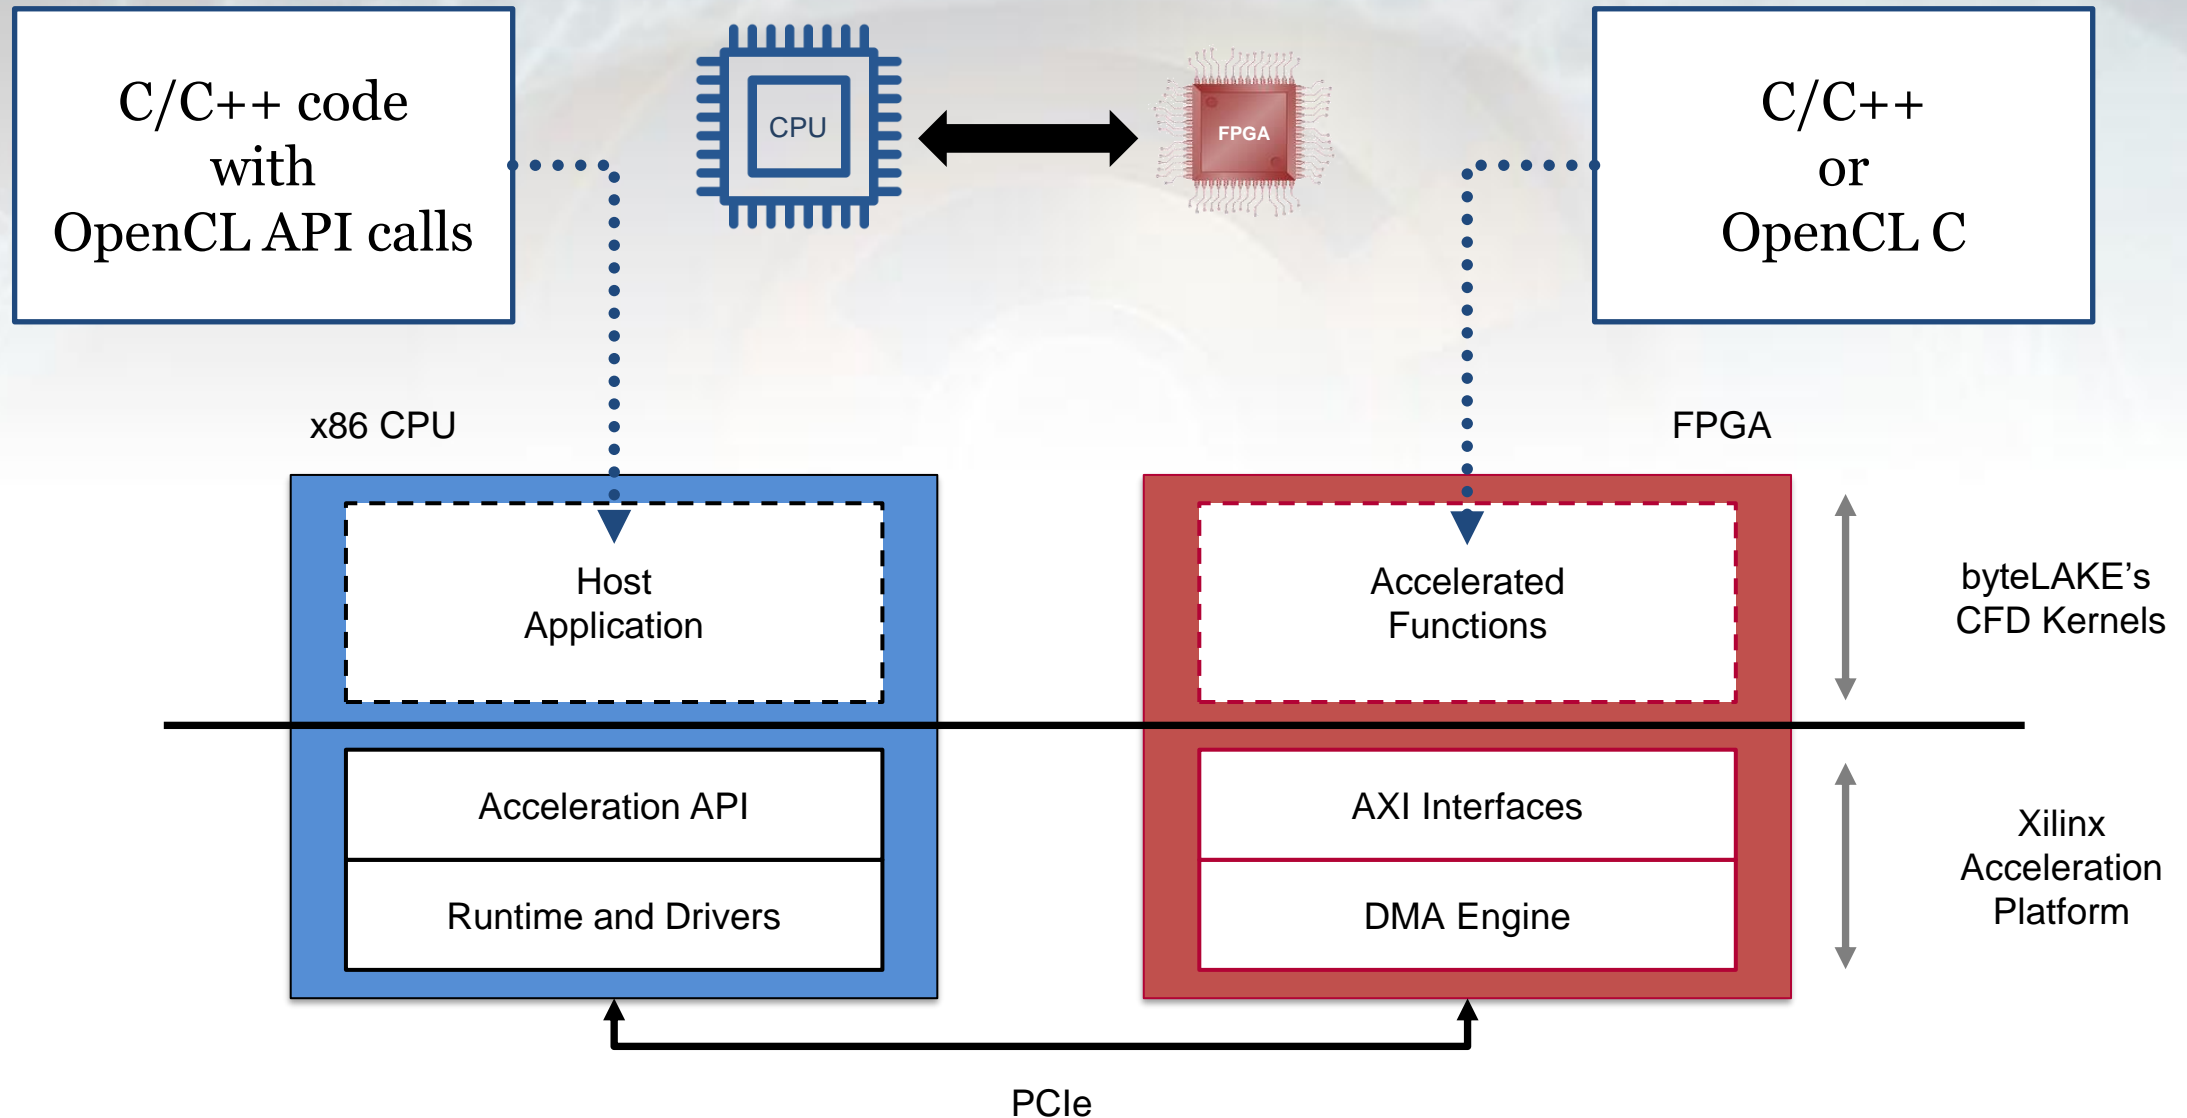 C/C++ code
with
OpenCL API calls
CPU
FPGA
C/C++
or
OpenCL C
x86 CPU
FPGA
Host
Application
Accelerated
Functions
byteLAKE’s
CFD Kernels
Acceleration API
Runtime and Drivers
AXI Interfaces
DMA Engine
Xilinx
Acceleration
Platform
PCIe